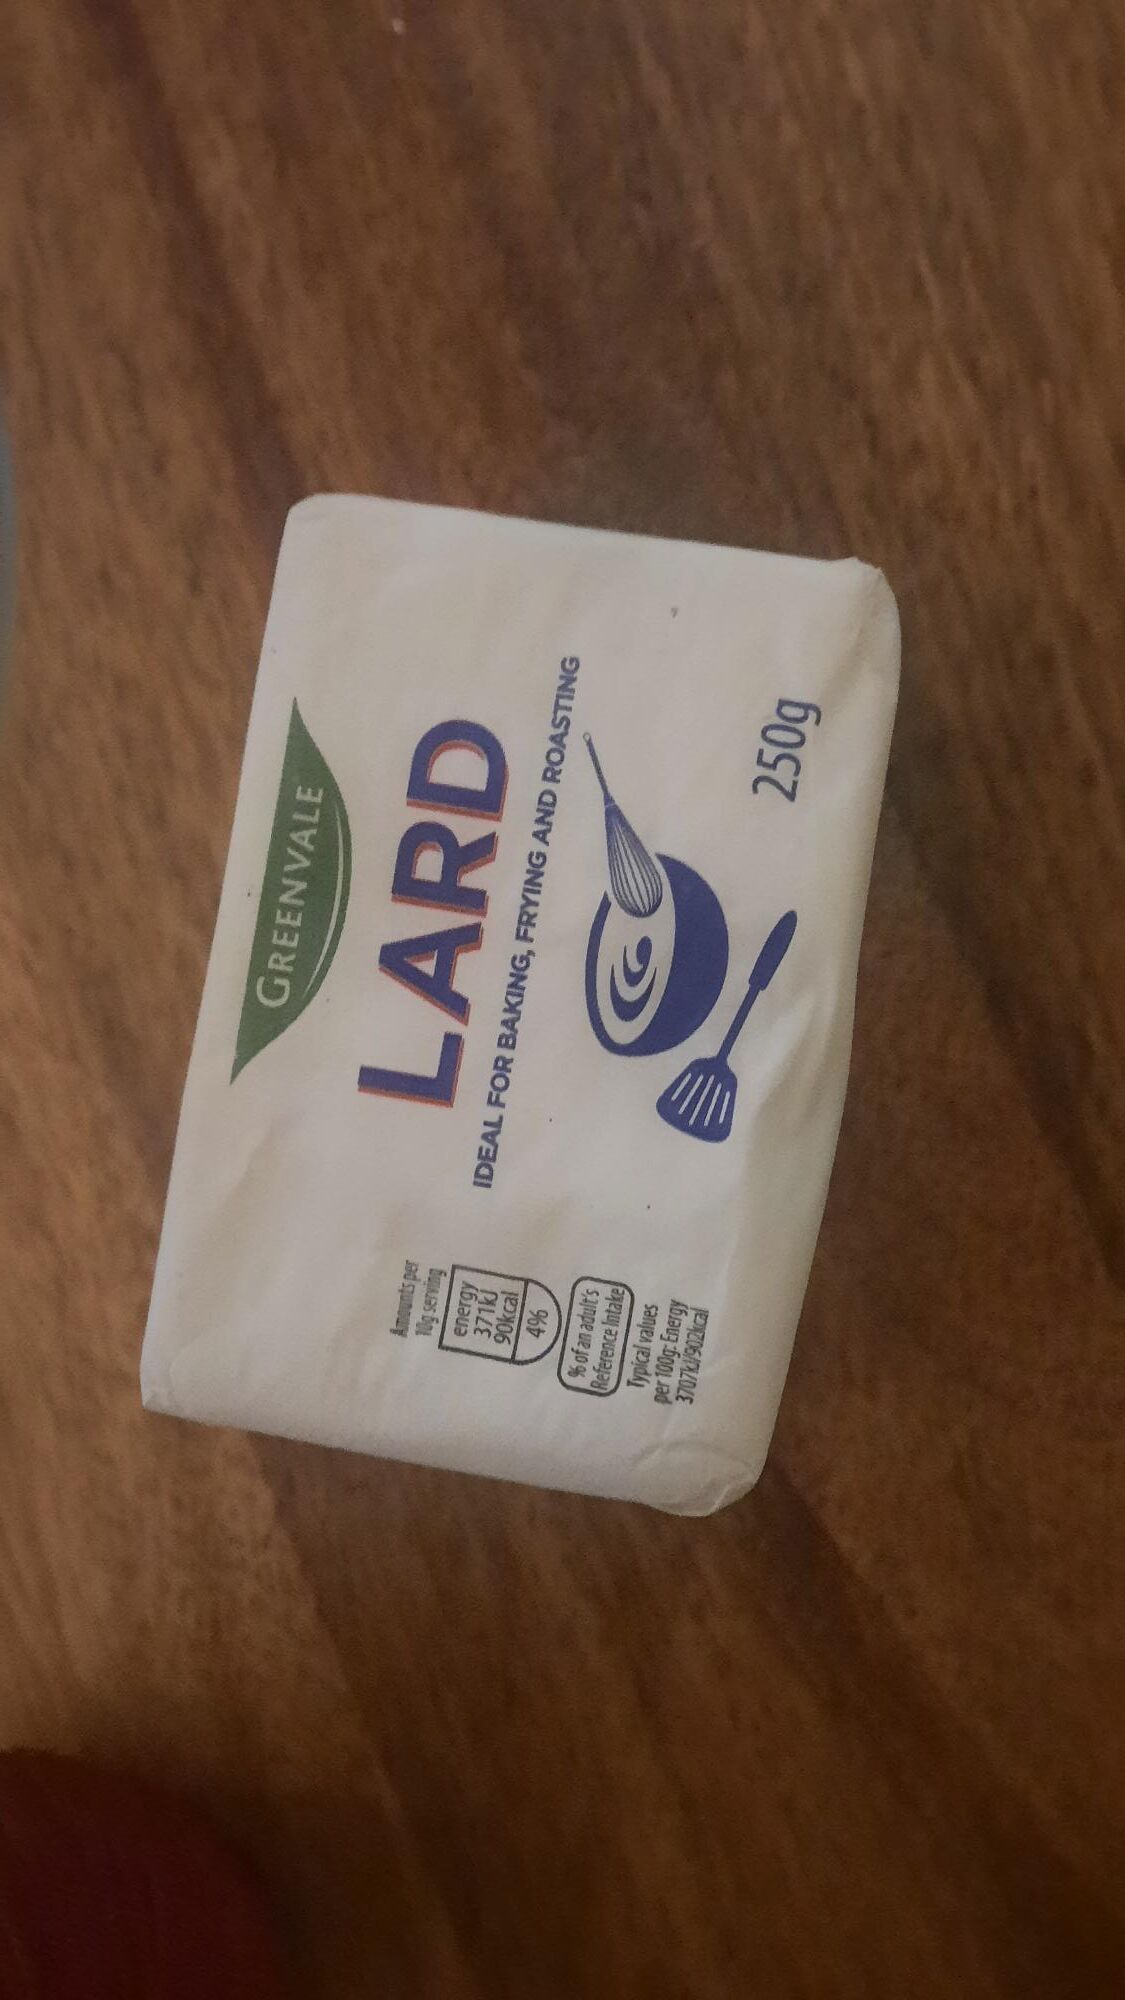 GREENVALE
LARD
IDEAL FOR BAKING, FRYING AND ROASTING
250g
Amounts per
10g serving
energy
371kJ
90kcal
4%
% of an adult's
Reference Intake
Typical values
per 100g: Energy
3707kJ/902kcal